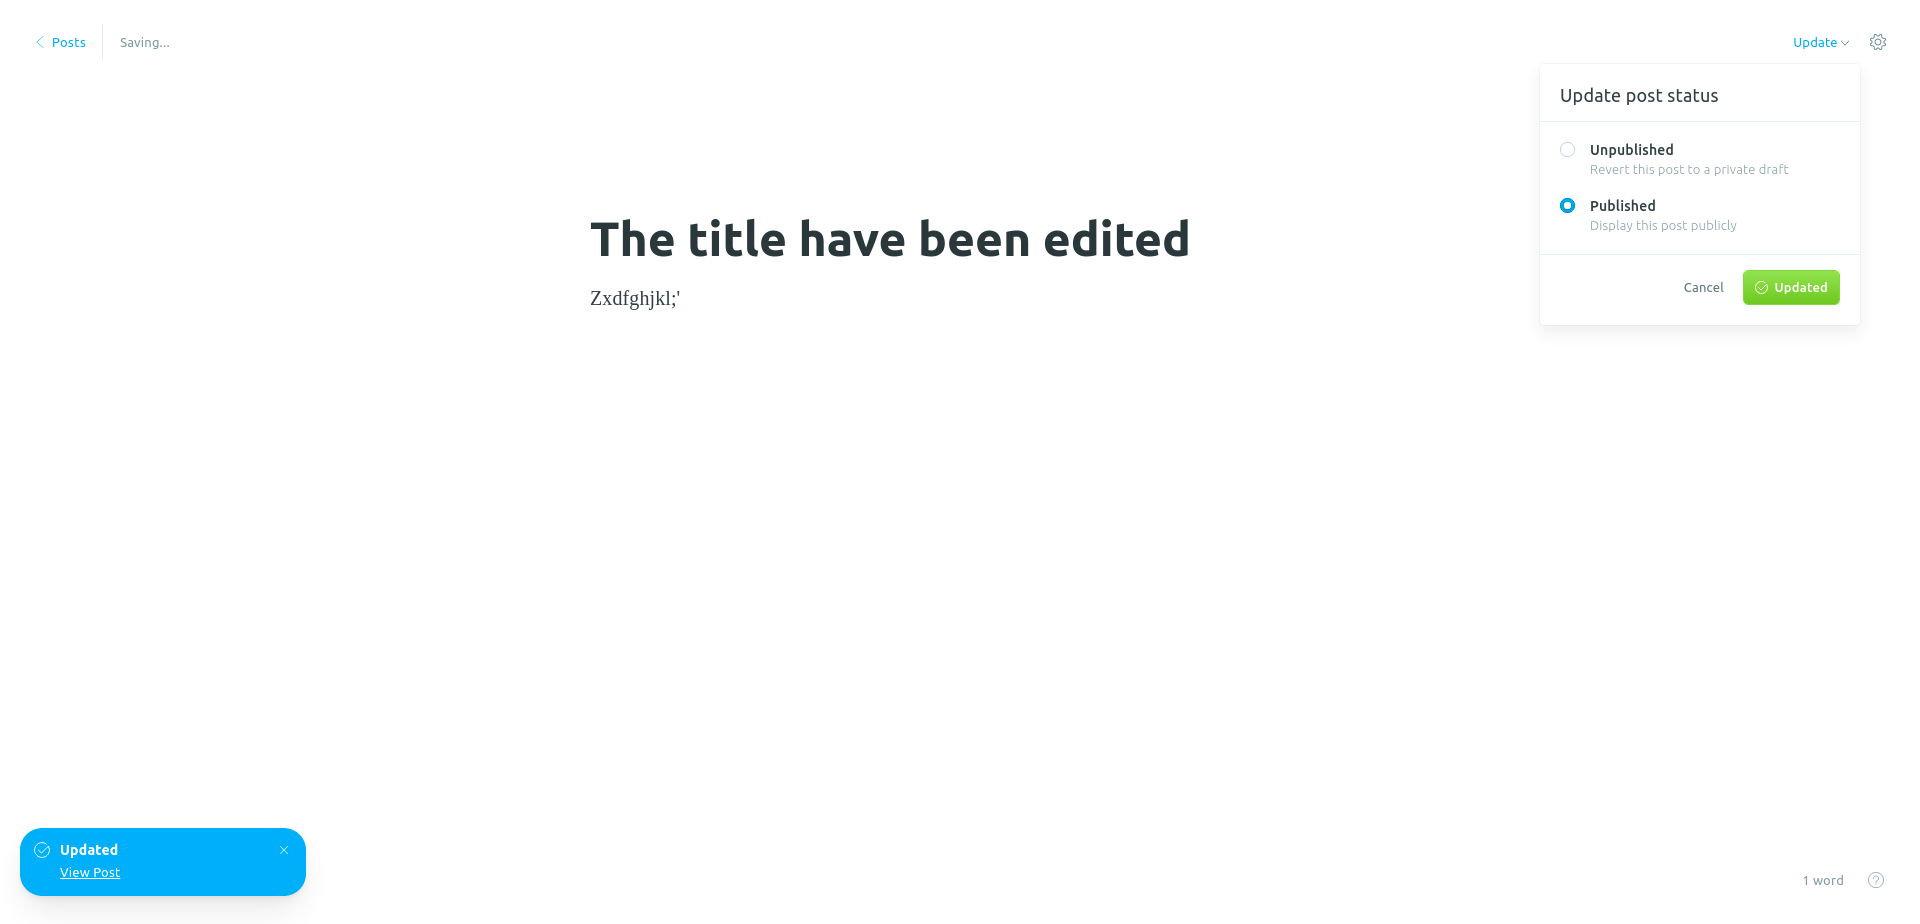 Posts
Saving...
Update
Update post status
Unpublished
Revert this post to a private draft
Published
Display this post publicly
Cancel
Updated
The title have been edited
Zxdfghjkl;'
Updated
View Post
1 word
?